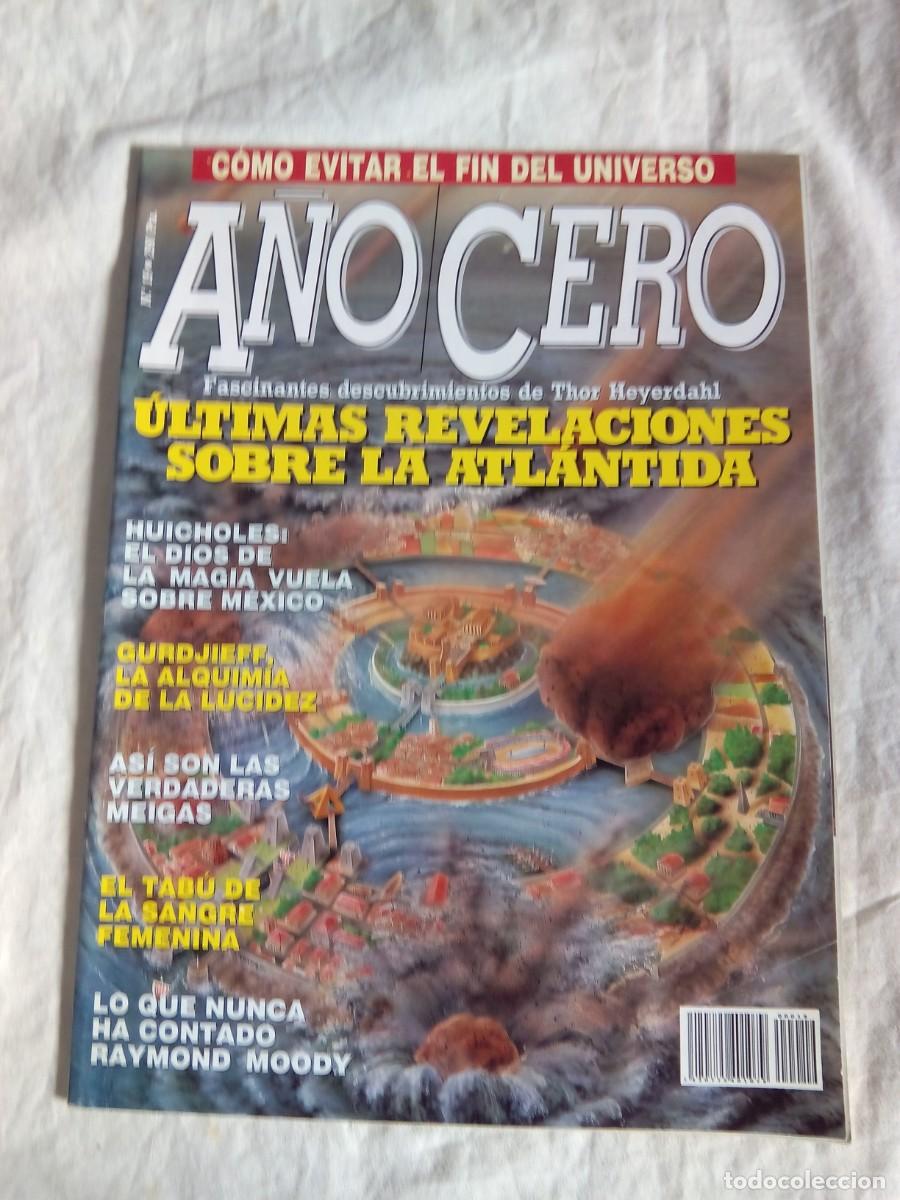 CÓMO EVITAR EL FIN DEL UNIVERSO
AÑO CERO
Fascinantes descubrimientos de Thor Heyerdahl
ÚLTIMAS REVELACIONES
SOBRE LA ATLÁNTIDA
HUICHOLES:
EL DIOS DE
LA MAGIA VUELA
SOBRE MÉXICO
GURDJIEFF,
LA ALQUIMIA
DE LA LUCIDEZ
ASÍ SON LAS
VERDADERAS
MEIGAS
EL TABÚ DE
LA SANGRE
FEMENINA
LO QUE NUNCA
HA CONTADO
RAYMOND MOODY
todocoleccion